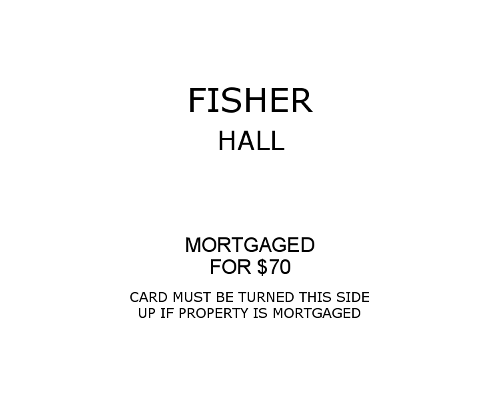 FISHER
HALL
MORTGAGED
FOR $70
CARD MUST BE TURNED THIS SIDE
UP IF PROPERTY IS MORTGAGED